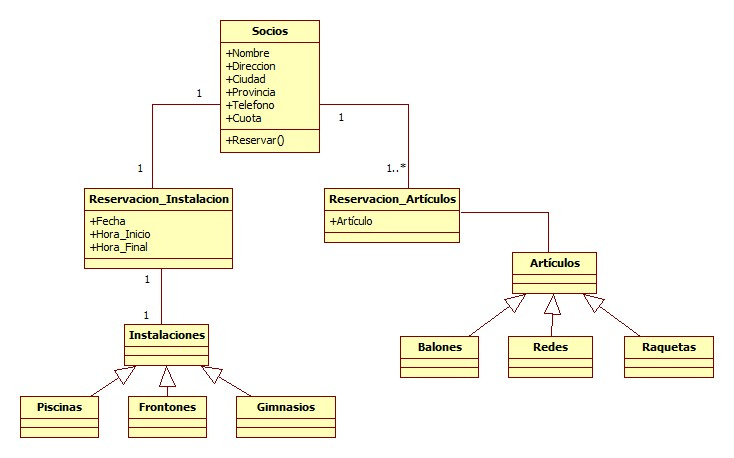 Socios
+Nombre
+Direccion
+Ciudad
+Provincia
+Telefono
+Cuota
+Reservar()
1
1
1
1..*
Reservacion_Instalacion
+Fecha
+Hora_Inicio
+Hora_Final
Reservacion_Artículos
+Artículo
1
1
Artículos
Instalaciones
Balones
Redes
Raquetas
Piscinas
Frontones
Gimnasios